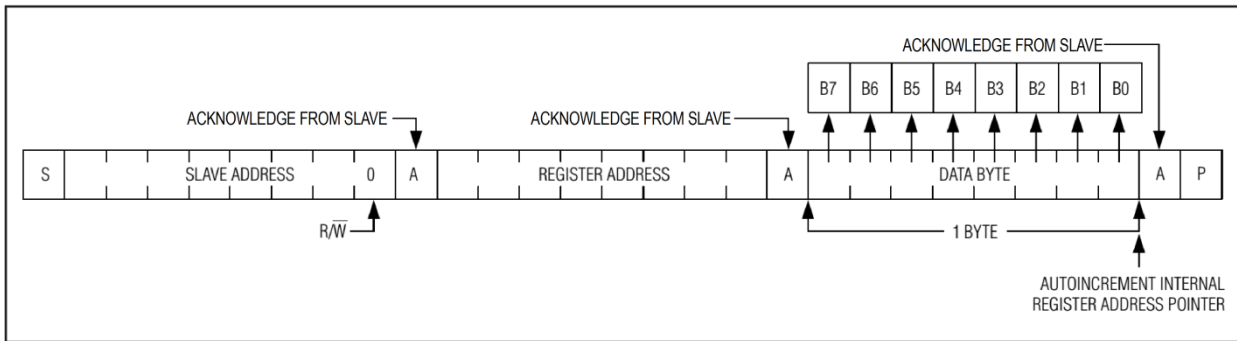 ACKNOWLEDGE FROM SLAVE
B7 B6 B5 B4 B3 B2 B1 B0
ACKNOWLEDGE FROM SLAVE
ACKNOWLEDGE FROM SLAVE
S SLAVE ADDRESS 0 A REGISTER ADDRESS A DATA BYTE A P
R/W̅
1 BYTE
AUTOINCREMENT INTERNAL
REGISTER ADDRESS POINTER